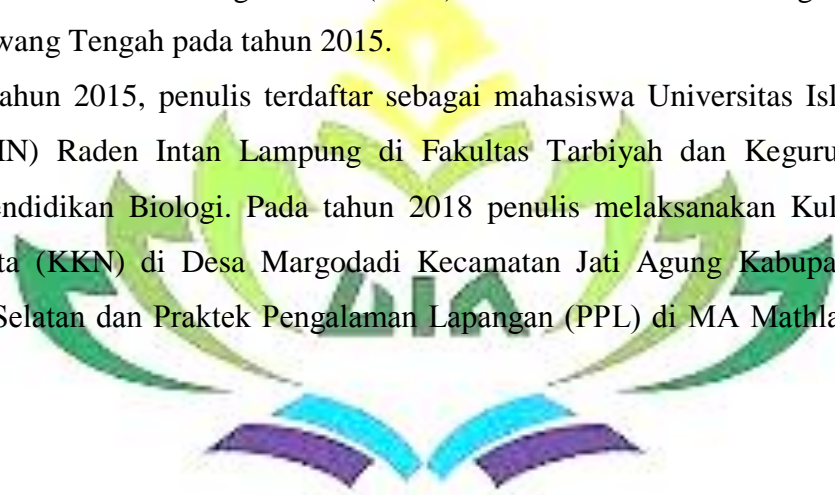 wang Tengah pada tahun 2015.
ahun 2015, penulis terdaftar sebagai mahasiswa Universitas Isl
IN) Raden Intan Lampung di Fakultas Tarbiyah dan Keguru
endidikan Biologi. Pada tahun 2018 penulis melaksanakan Kul
ta (KKN) di Desa Margodadi Kecamatan Jati Agung Kabupa
Selatan dan Praktek Pengalaman Lapangan (PPL) di MA Mathla